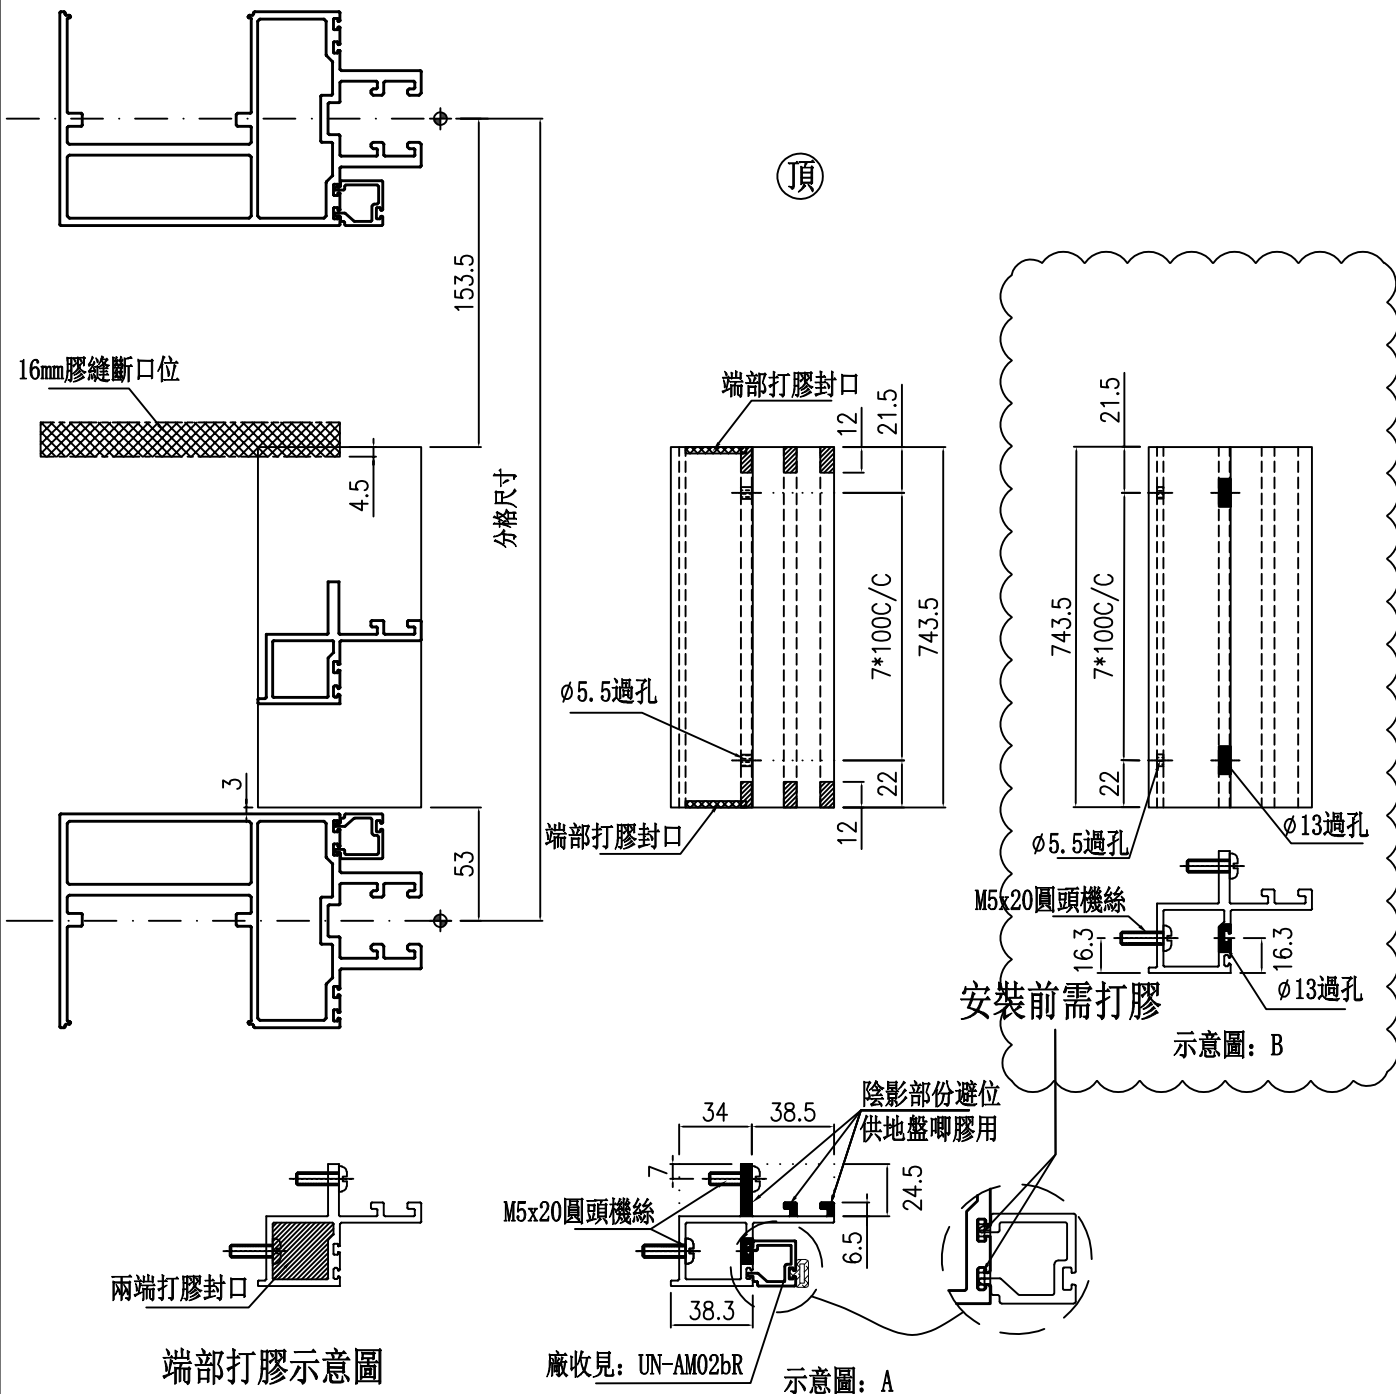 頂
153.5
16mm膠縫斷口位
4.5
分格尺寸
3
53
端部打膠封口
12
21.5
7*100C/C
743.5
ø5.5過孔
22
12
端部打膠封口
21.5
743.5
7*100C/C
22
ø5.5過孔
ø13過孔
M5x20圓頭機絲
16.3
16.3
ø13過孔
安裝前需打膠
示意圖: B
陰影部份避位
供地盤唧膠用
34
38.5
7
24.5
6.5
M5x20圓頭機絲
38.3
兩端打膠封口
端部打膠示意圖
廠收見: UN-AM02bR
示意圖: A